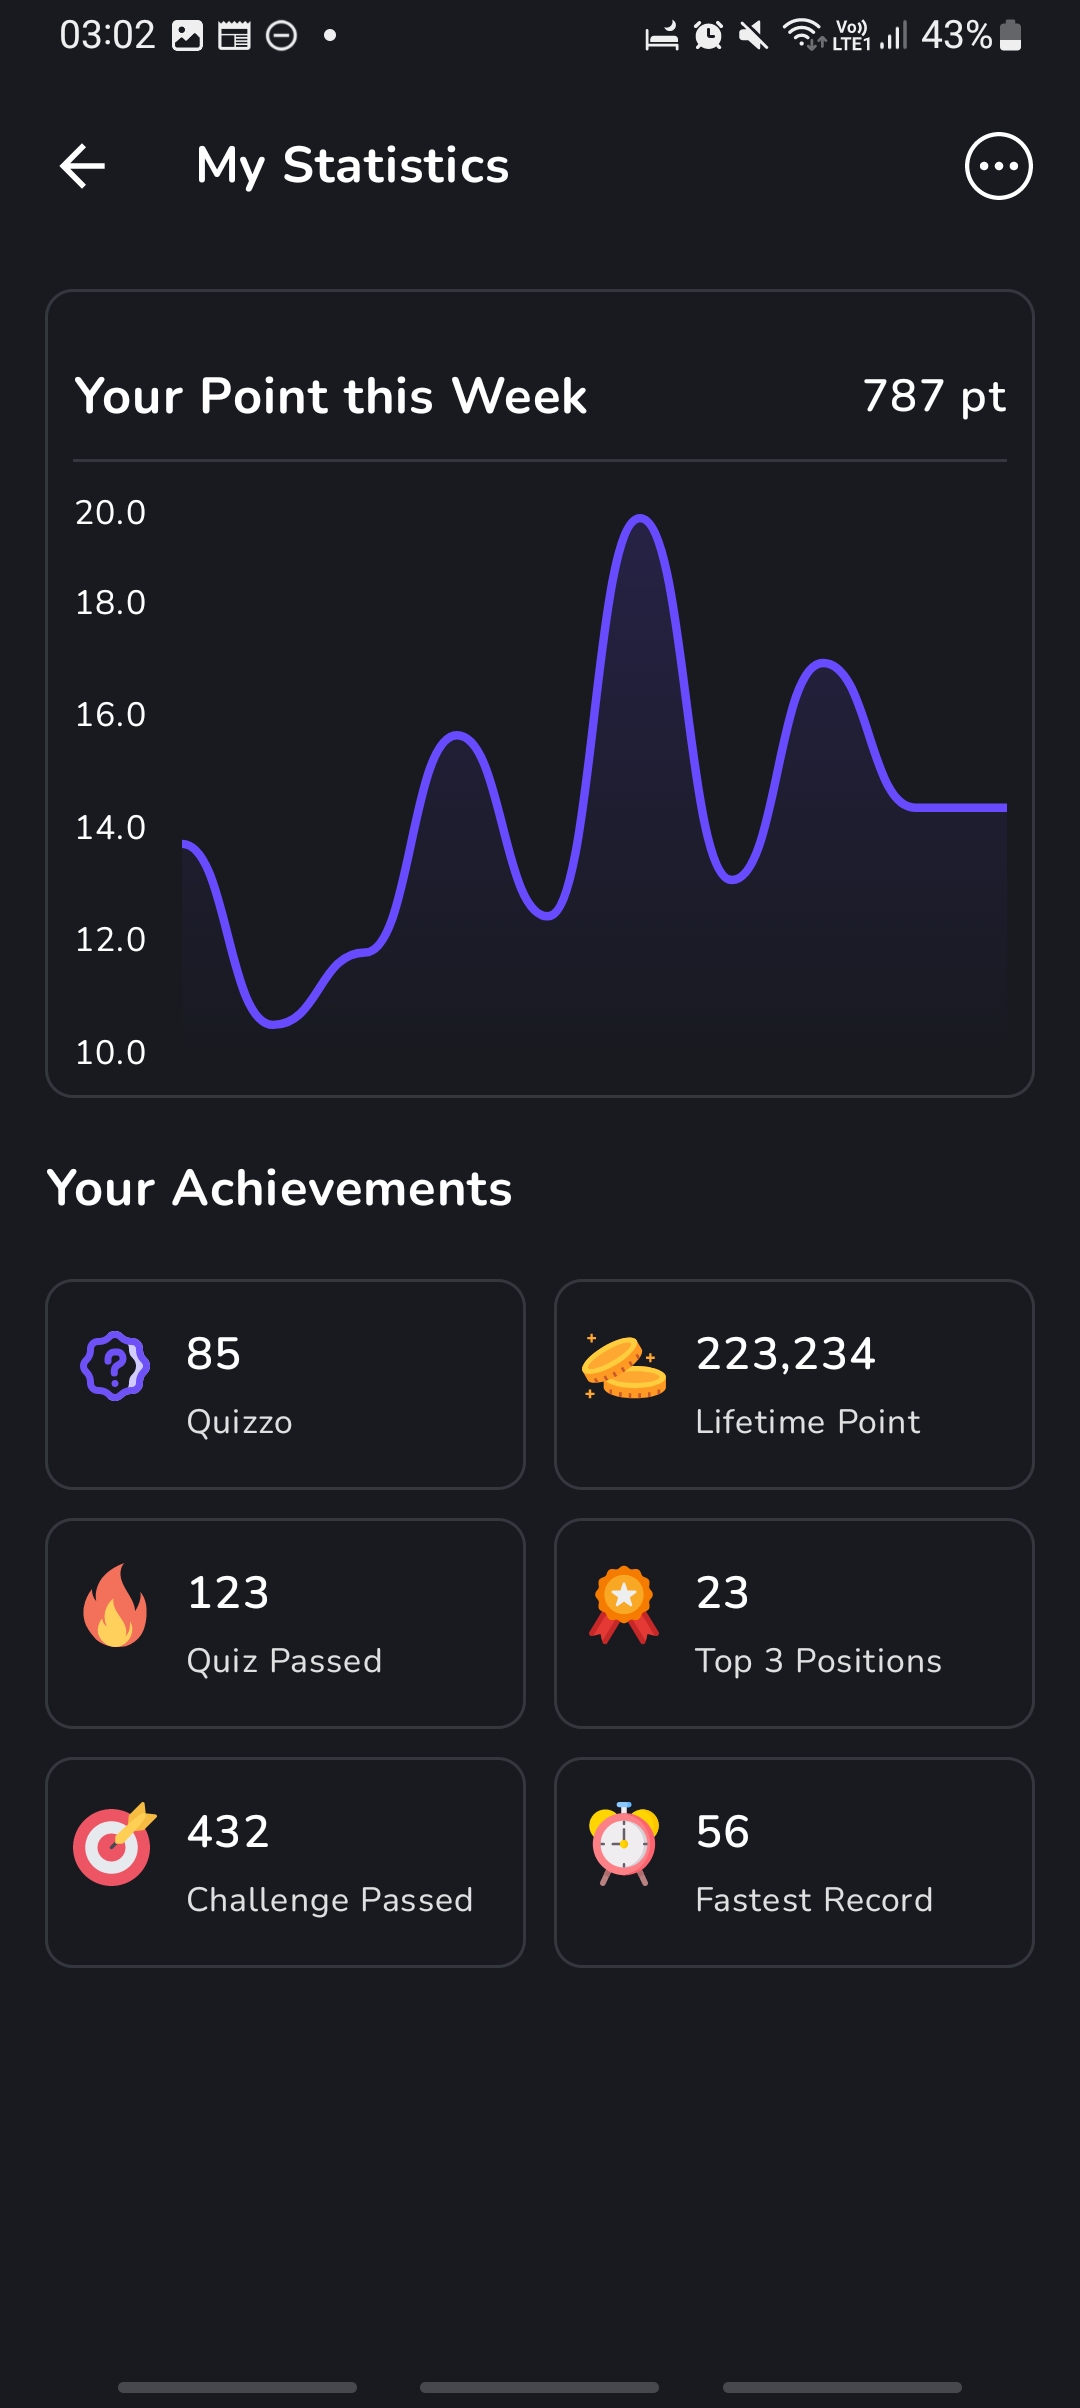 03:02 Vo)) LTE1 43%
My Statistics
Your Point this Week 787 pt
20.0
18.0
16.0
14.0
12.0
10.0
Your Achievements
85
Quizzo
223,234
Lifetime Point
123
Quiz Passed
23
Top 3 Positions
432
Challenge Passed
56
Fastest Record